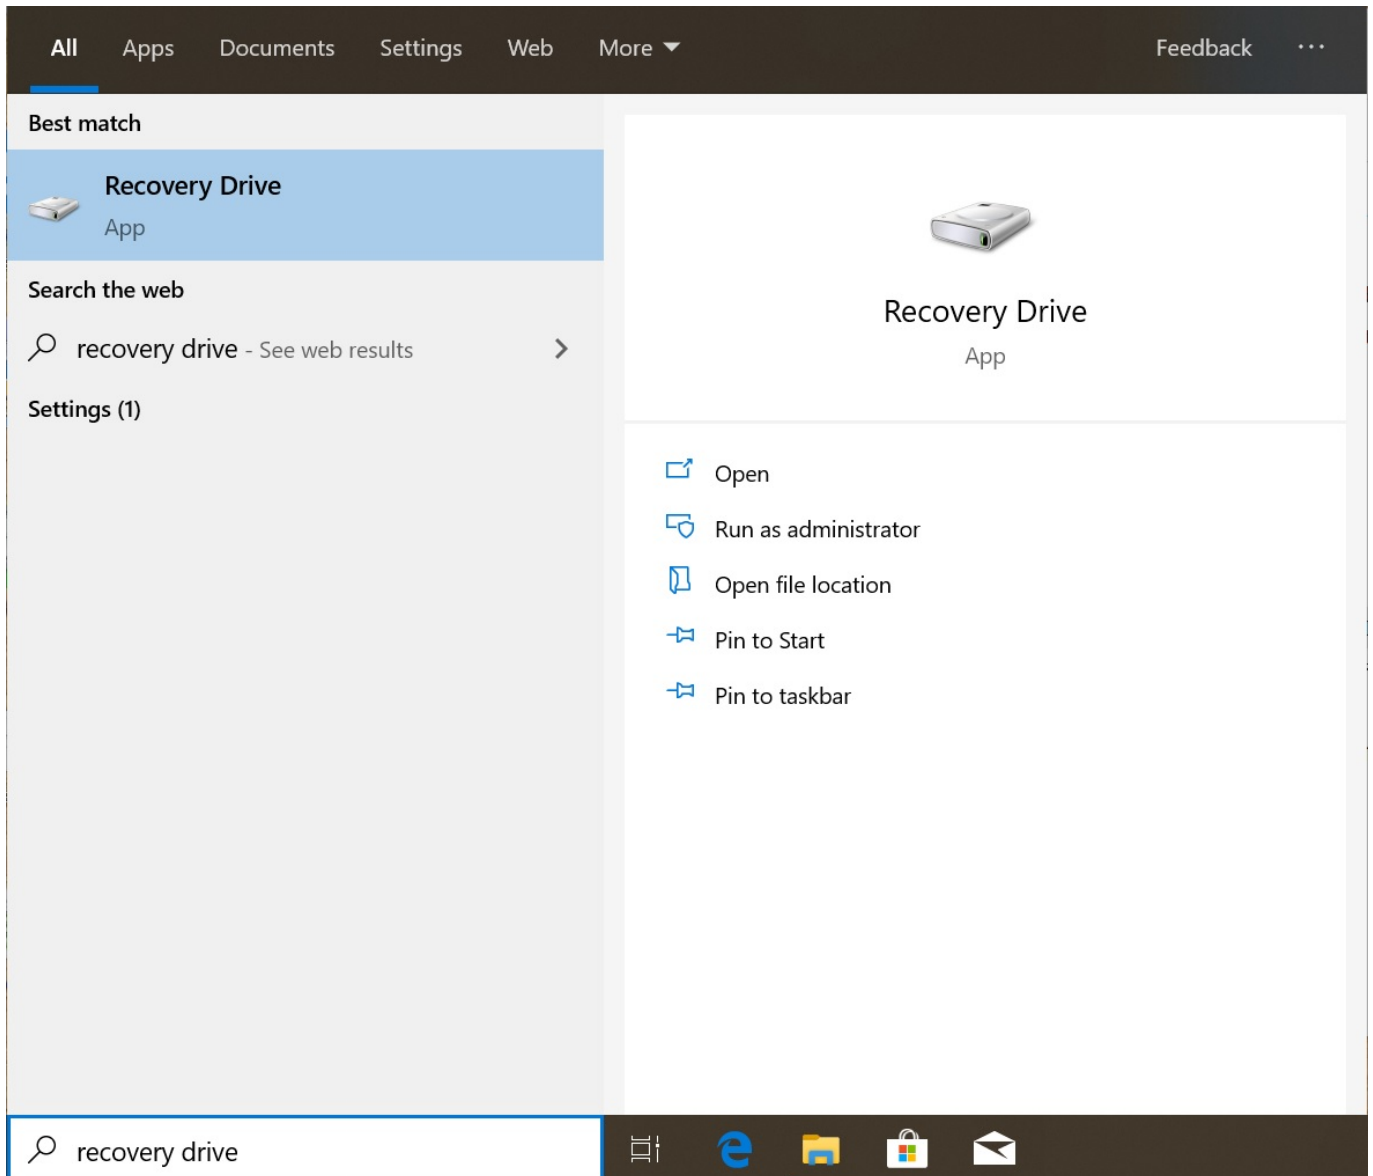 All Apps Documents Settings Web More Feedback ...
Best match
Recovery Drive
App
Search the web
recovery drive - See web results
Settings (1)
Recovery Drive
App
Open
Run as administrator
Open file location
Pin to Start
Pin to taskbar
recovery drive